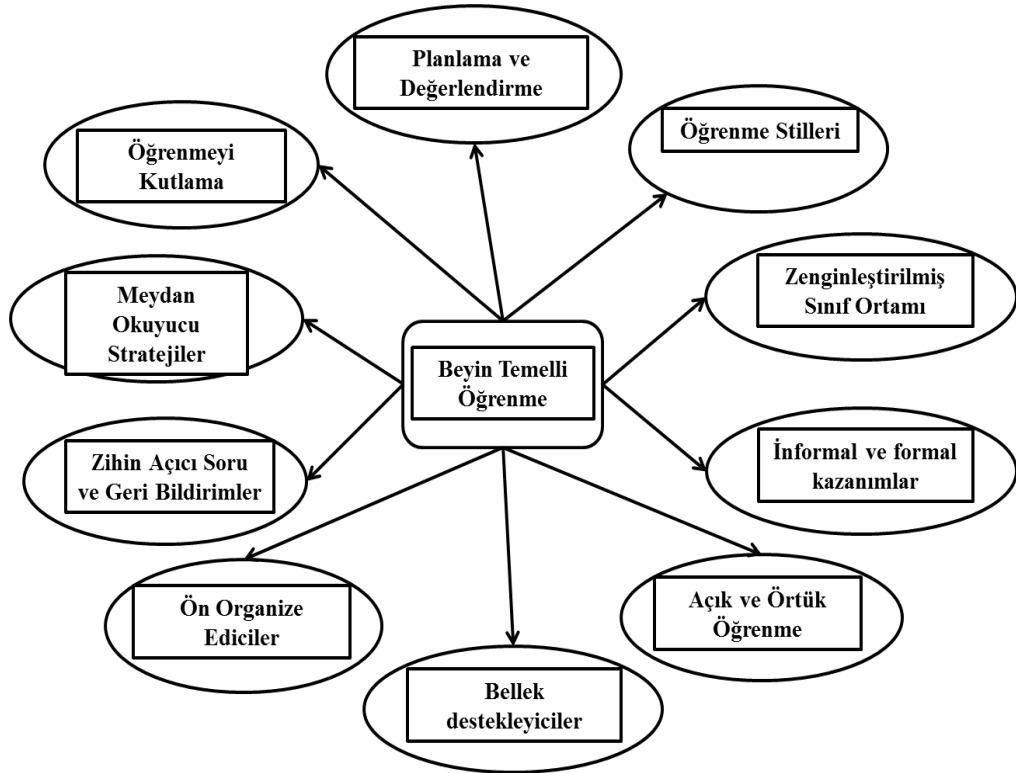 Planlama ve
Değerlendirme
Öğrenme Stilleri
Öğrenmeyi
Kutlama
Zenginleştirilmiş
Sınıf Ortamı
Meydan
Okuyucu
Stratejiler
Beyin Temelli
Öğrenme
Zihin Açıcı Soru
ve Geri Bildirimler
İnformal ve formal
kazanımlar
Ön Organize
Ediciler
Açık ve Örtük
Öğrenme
Bellek
destekleyiciler